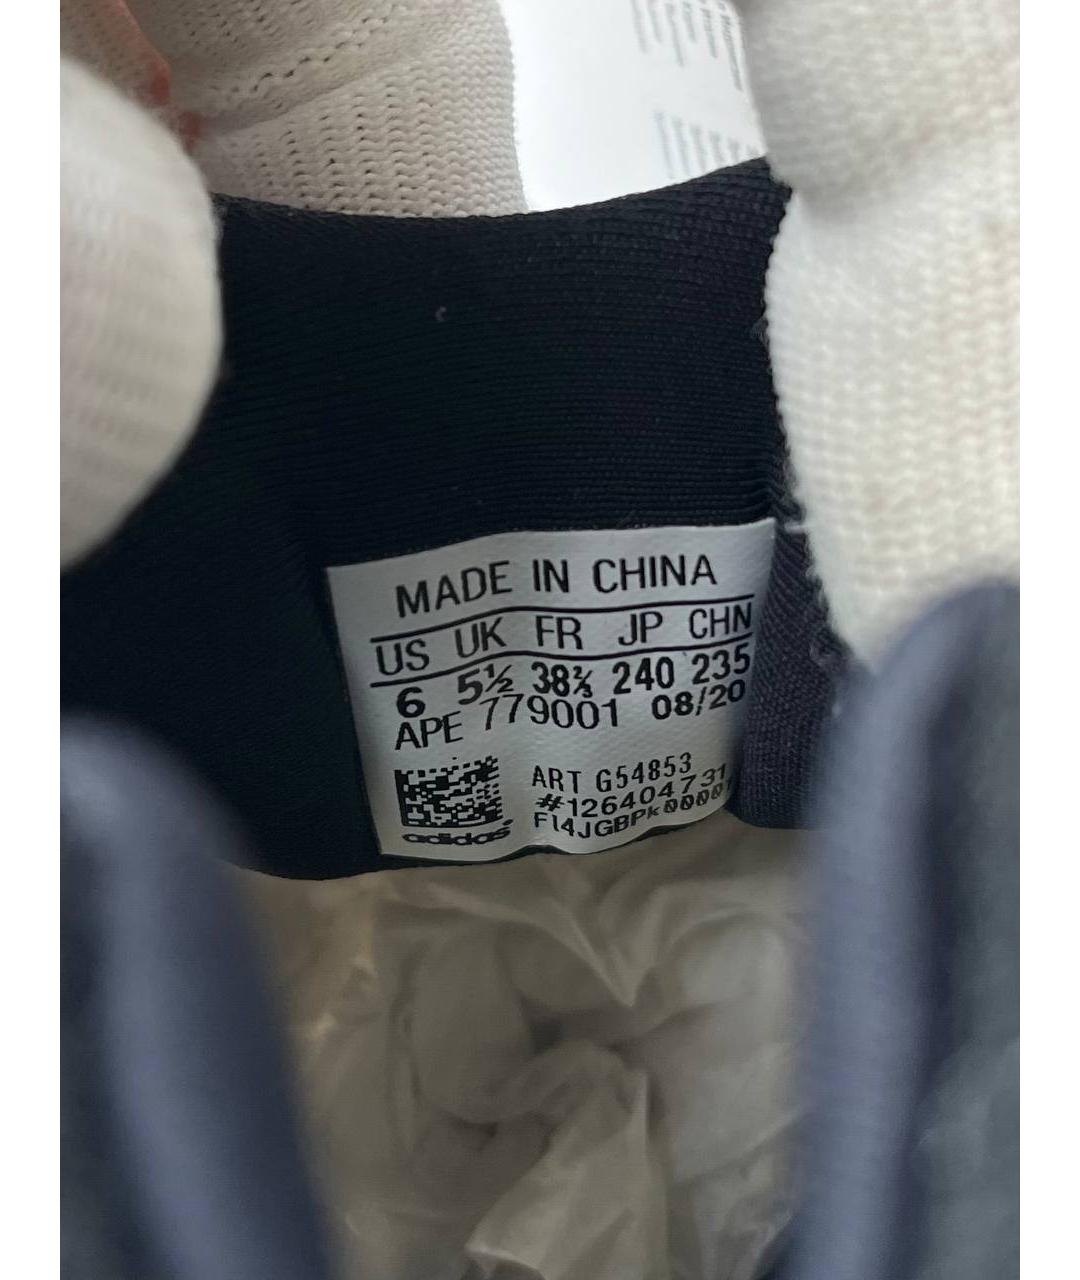 MADE IN CHINA
US UK FR JP CHN
6 5½ 38⅔ 240 235
APE 779001 08/20
ART G54853
#126404731
adidas